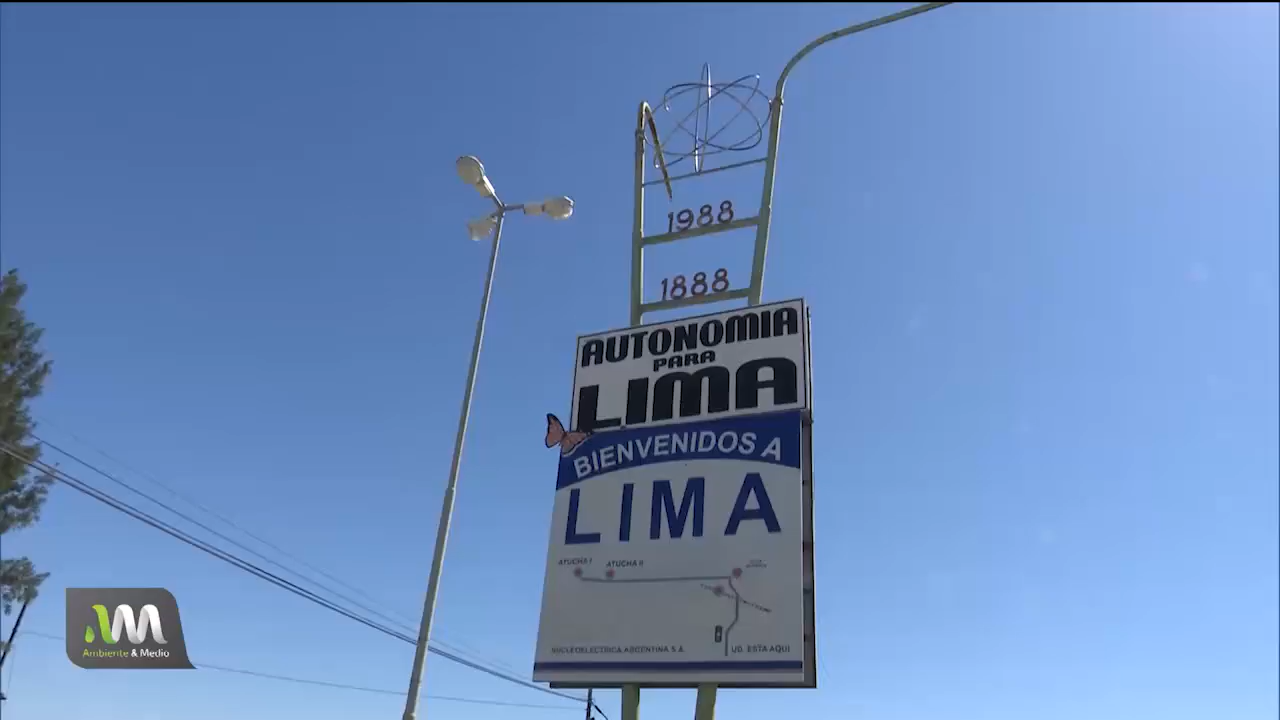 1988
1888
AUTONOMIA
PARA
LIMA
BIENVENIDOS A
LIMA
ATUCHA I
ATUCHA II
NUCLEOELECTRICA ARGENTINA S.A.
UD. ESTA AQUI
AM
Ambiente & Medio